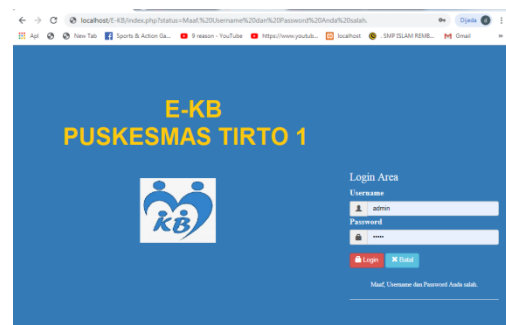 localhost/E-KB/index.php?status=Maaf,%20Username%20dan%20Password%20Anda%20salah.
Dijeda
Apl
New Tab
Sports & Action Ga...
9 reason - YouTube
https://www.youtub...
localhost
. SMP ISLAM REMB...
Gmail
E-KB
PUSKESMAS TIRTO 1
KB
Login Area
Username
admin
Password
Login
Batal
Maaf, Username dan Password Anda salah.